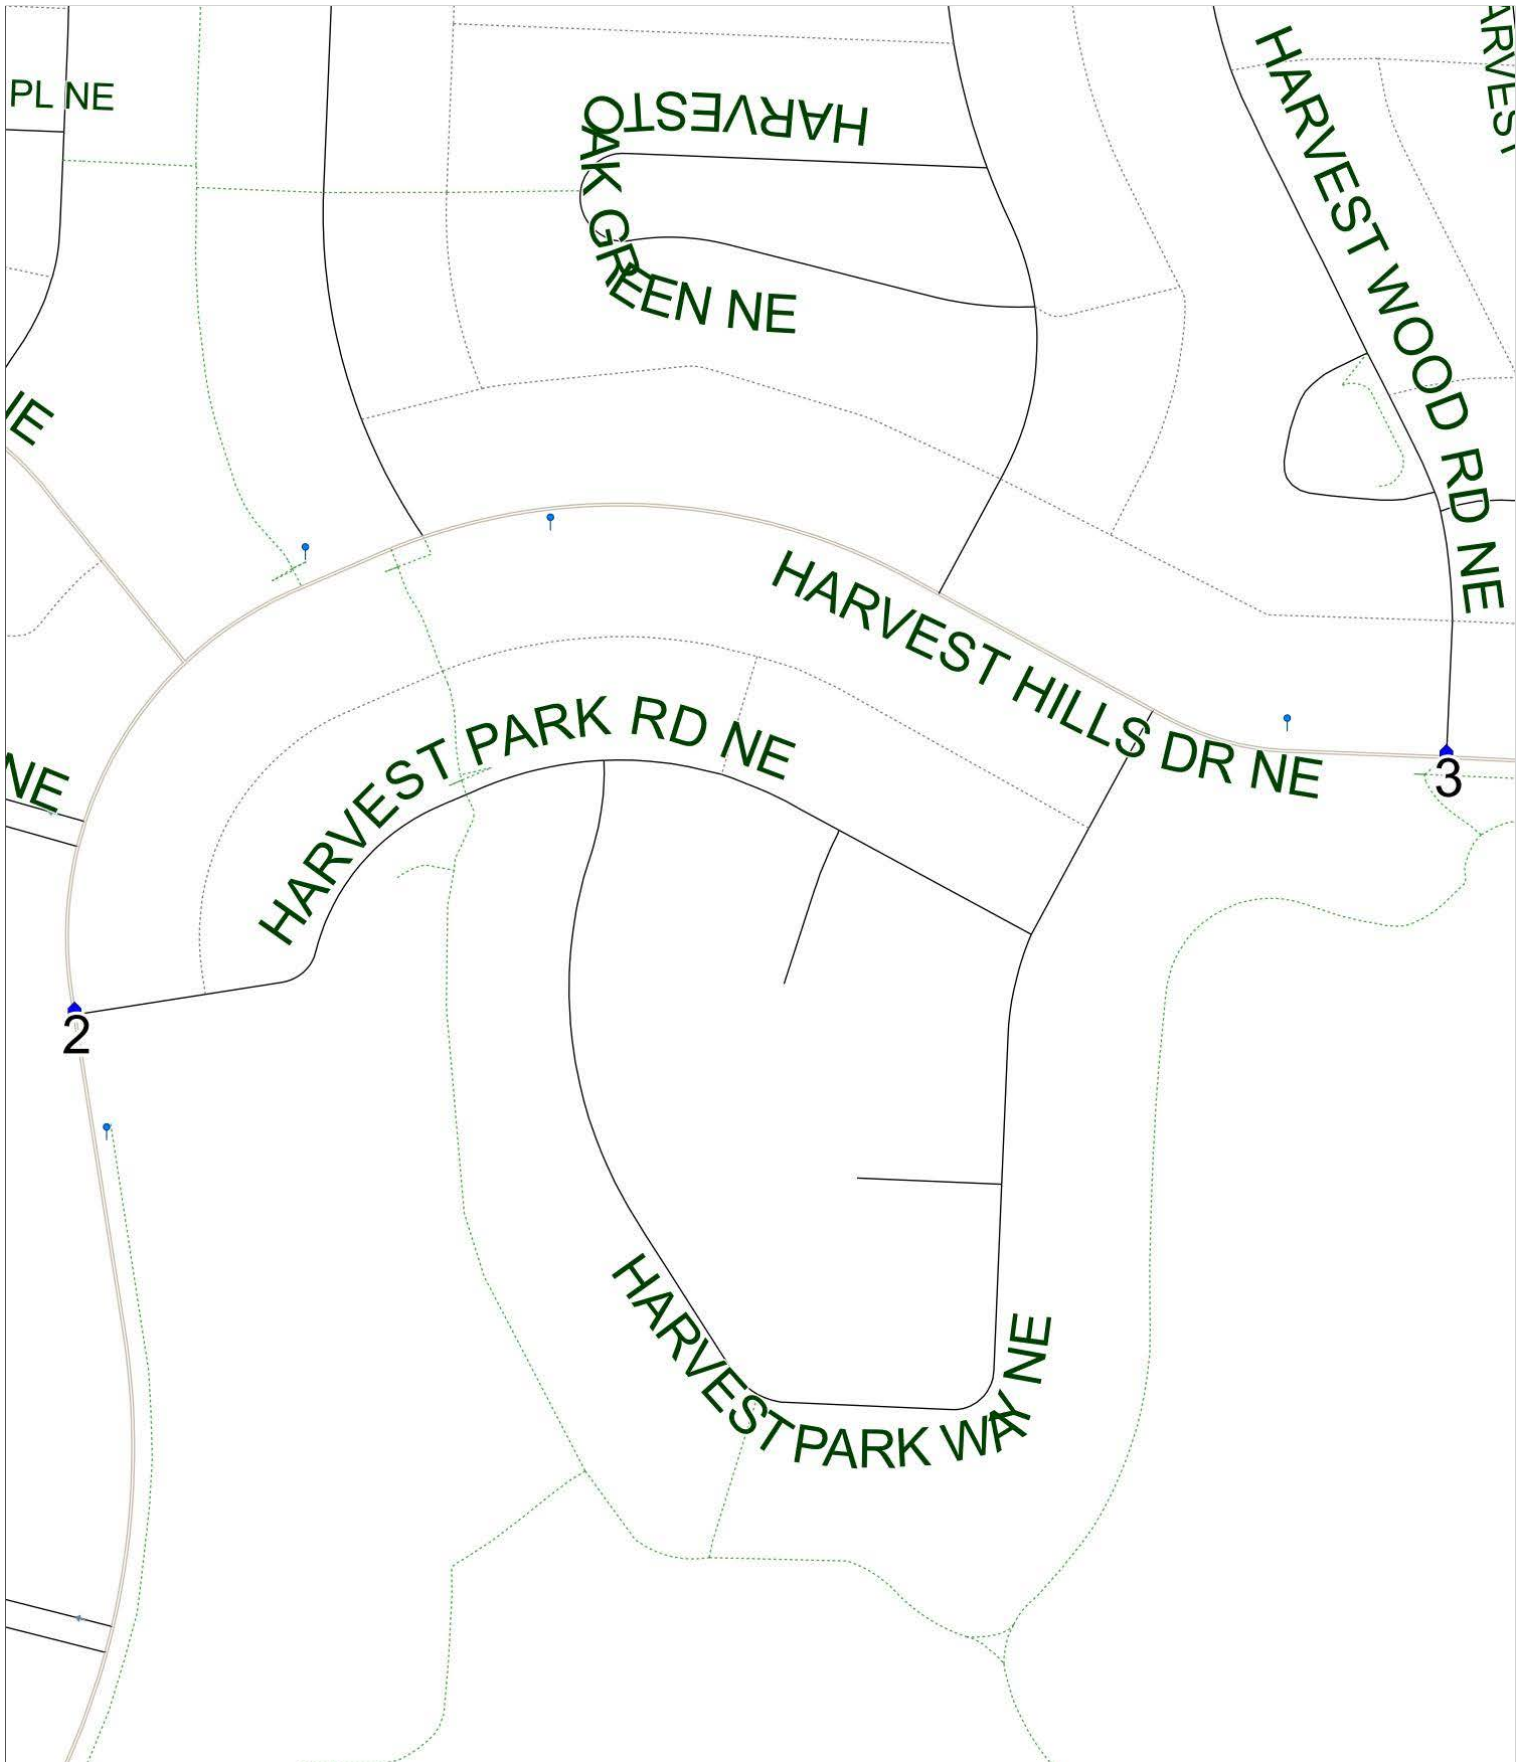 PL NE
HARVEST OAK GREEN NE
HARVEST WOOD RD NE
HARVEST HILLS DR NE
HARVEST PARK RD NE
NE
3
2
HARVEST PARK WAY NE